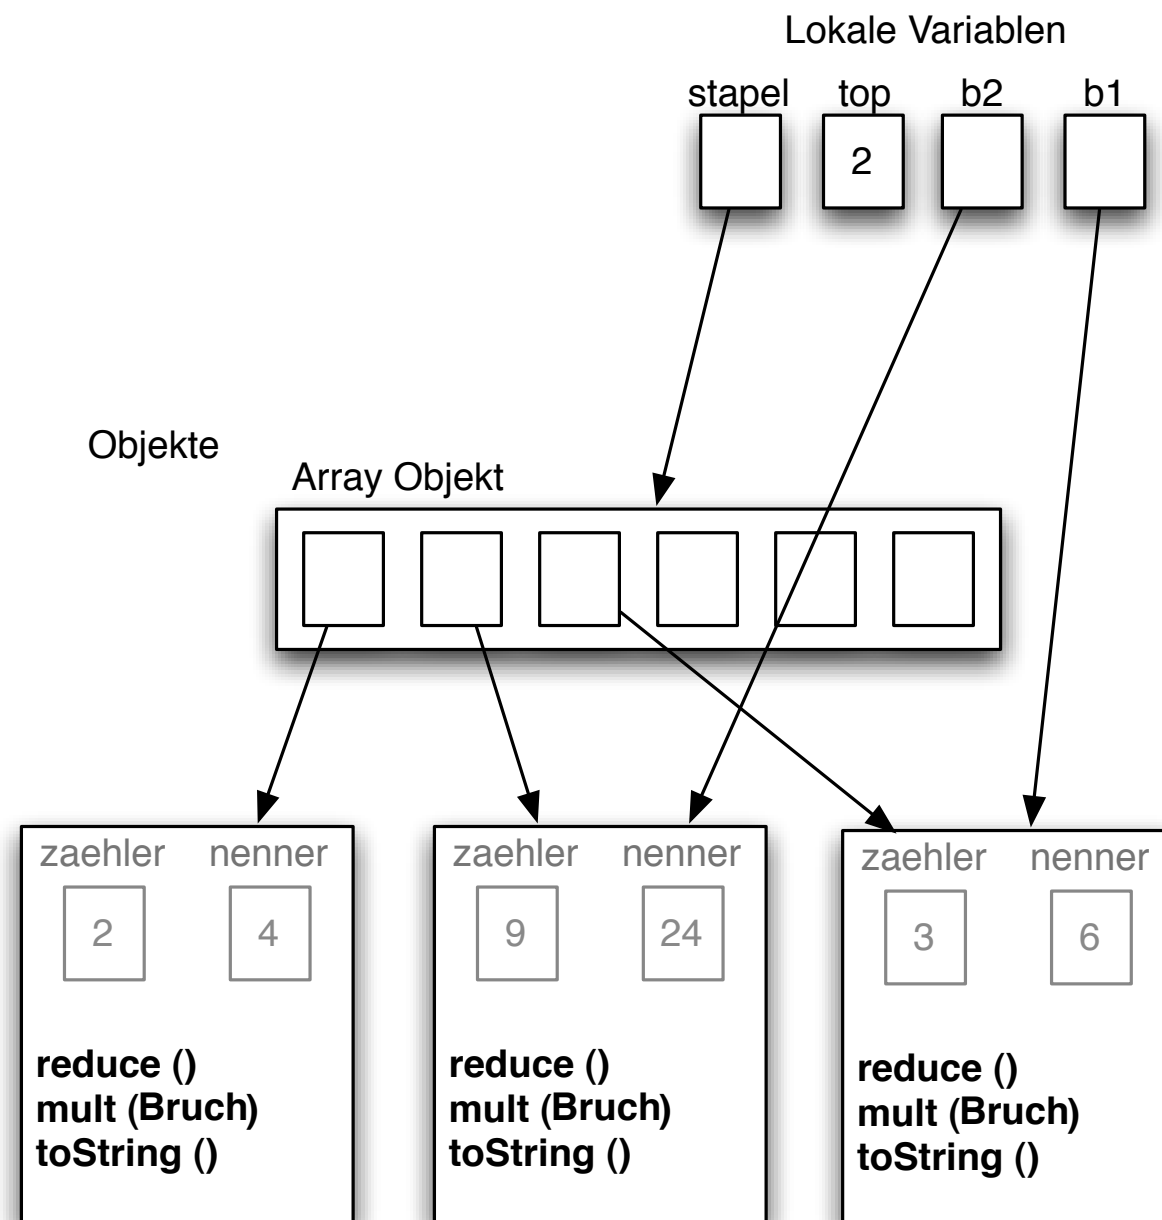 Lokale Variablen
stapel top b2 b1
2
Objekte
Array Objekt
zaehler nenner
2 4
reduce ()
mult (Bruch)
toString ()
zaehler nenner
9 24
reduce ()
mult (Bruch)
toString ()
zaehler nenner
3 6
reduce ()
mult (Bruch)
toString ()